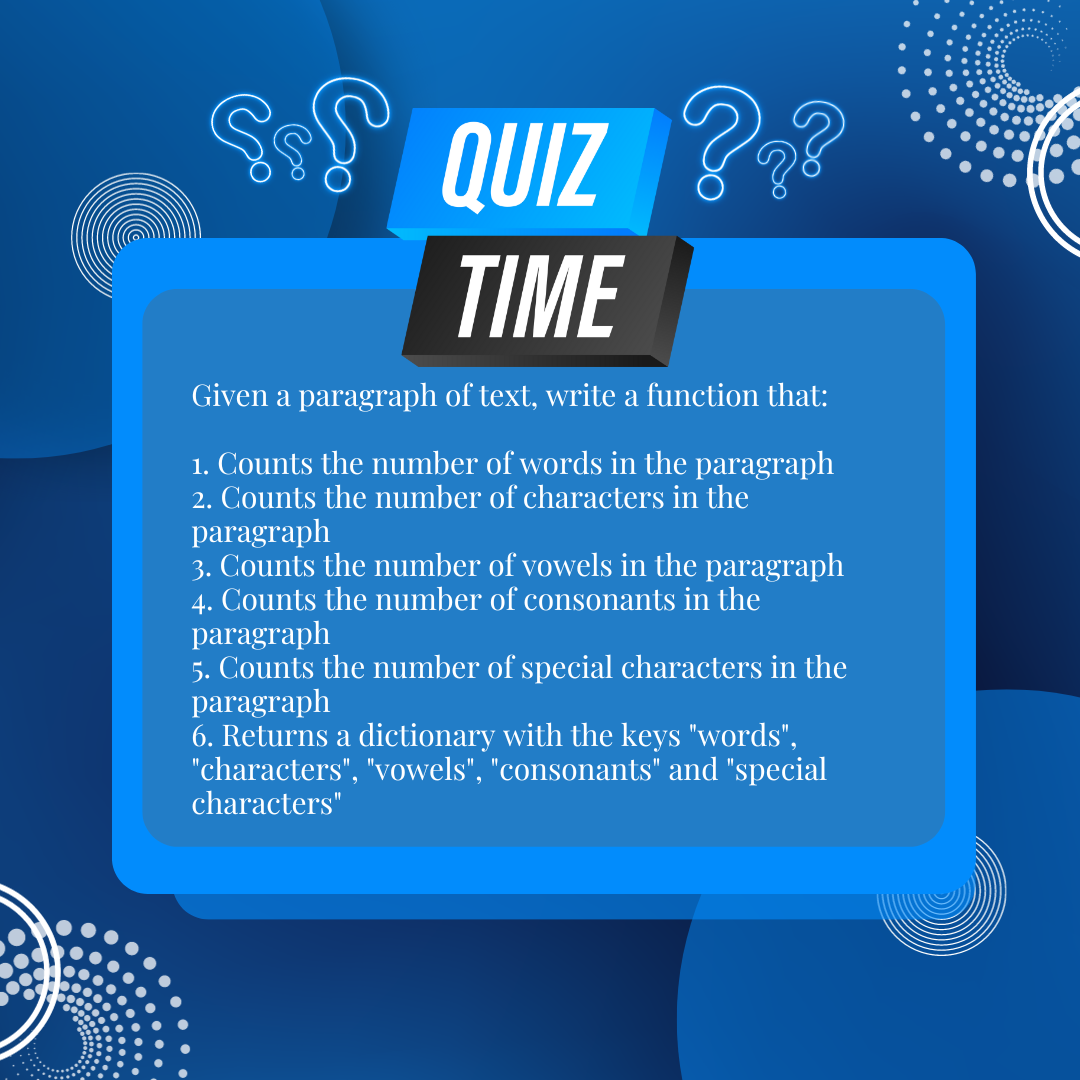 QUIZ
TIME
Given a paragraph of text, write a function that:
1. Counts the number of words in the paragraph
2. Counts the number of characters in the
paragraph
3. Counts the number of vowels in the paragraph
4. Counts the number of consonants in the
paragraph
5. Counts the number of special characters in the
paragraph
6. Returns a dictionary with the keys "words",
"characters", "vowels", "consonants" and "special
characters"